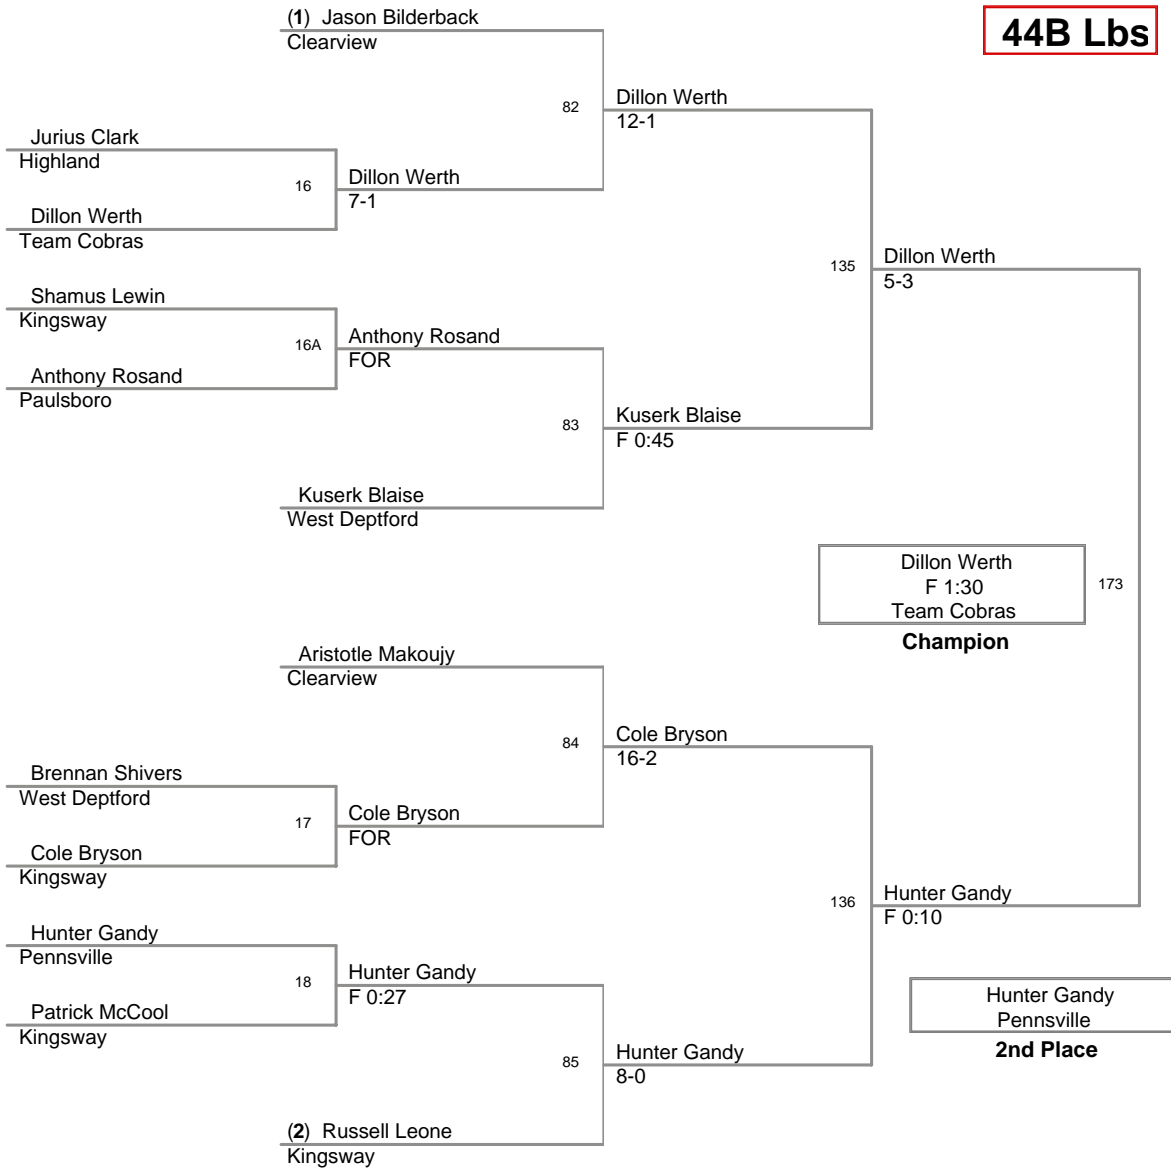 (1) Jason Bilderback
Clearview
44B Lbs
82
Dillon Werth
12-1
Jurius Clark
Highland
16
Dillon Werth
7-1
Dillon Werth
Team Cobras
135
Dillon Werth
5-3
Shamus Lewin
Kingsway
16A
Anthony Rosand
FOR
Anthony Rosand
Paulsboro
83
Kuserk Blaise
F 0:45
Kuserk Blaise
West Deptford
Dillon Werth
F 1:30
Team Cobras
173
Champion
Aristotle Makoujy
Clearview
84
Cole Bryson
16-2
Brennan Shivers
West Deptford
17
Cole Bryson
FOR
Cole Bryson
Kingsway
136
Hunter Gandy
F 0:10
Hunter Gandy
Pennsville
18
Hunter Gandy
F 0:27
Patrick McCool
Kingsway
Hunter Gandy
Pennsville
2nd Place
85
Hunter Gandy
8-0
(2) Russell Leone
Kingsway